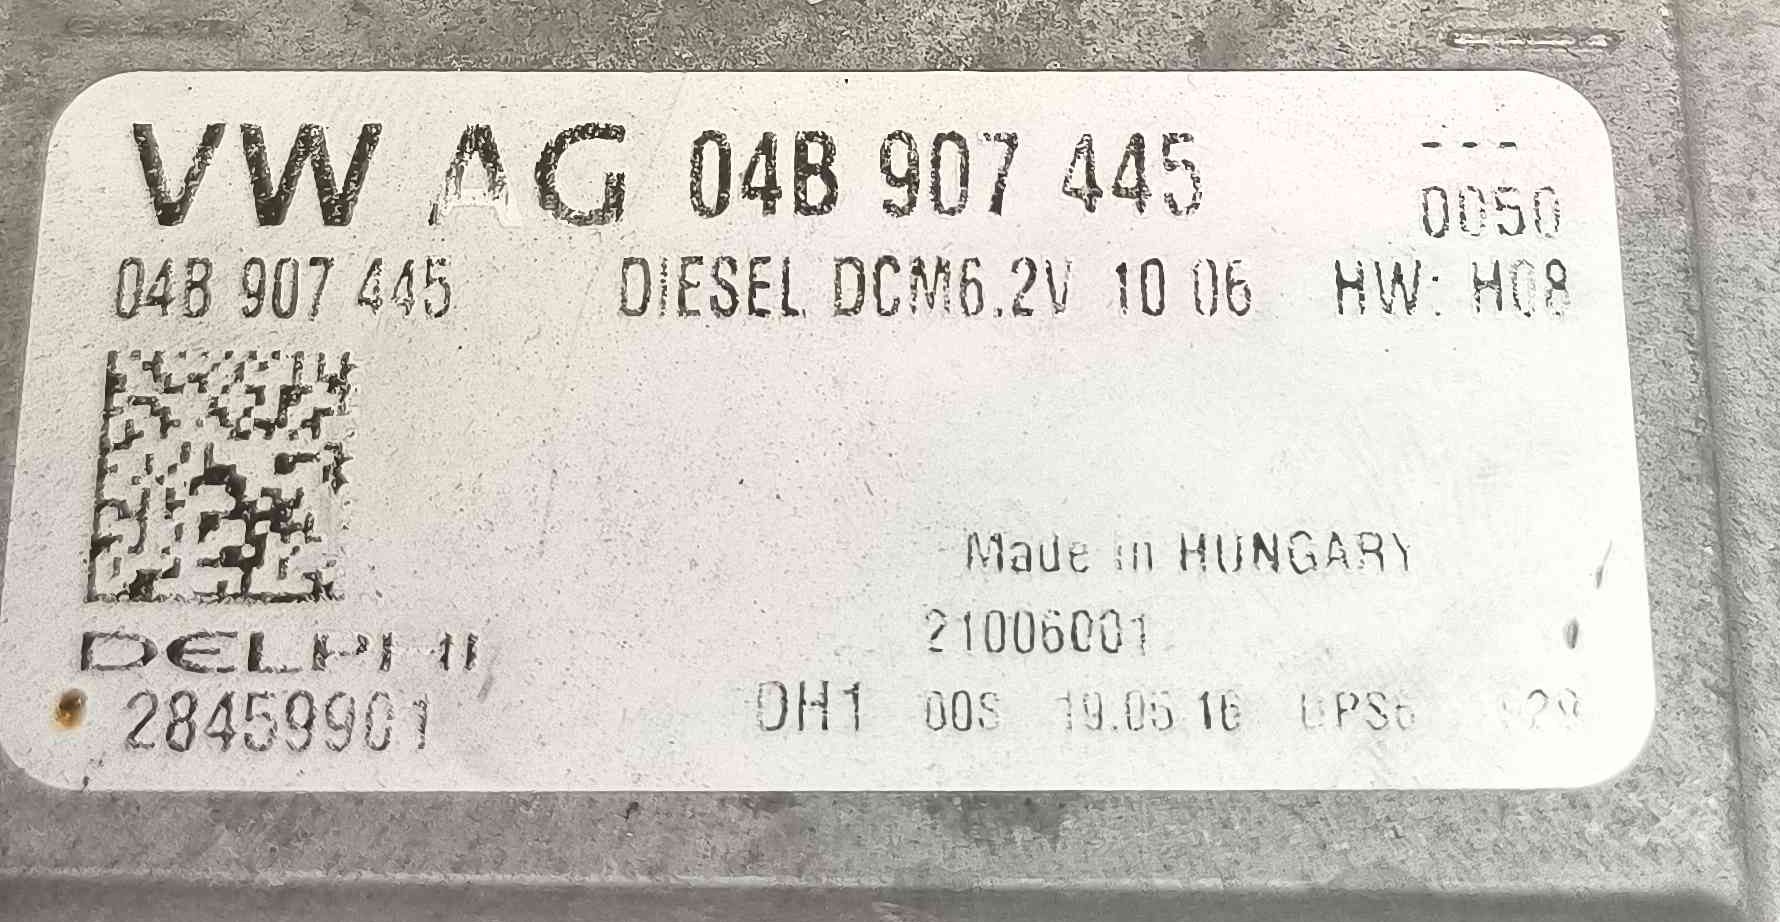 VW AG 04B 907 445 ---
0050
04B 907 445 DIESEL DCM6.2V 10 06 HW: H08
Made in HUNGARY
21006001
DELPHI
28459901 OH1 00S 19.05.16